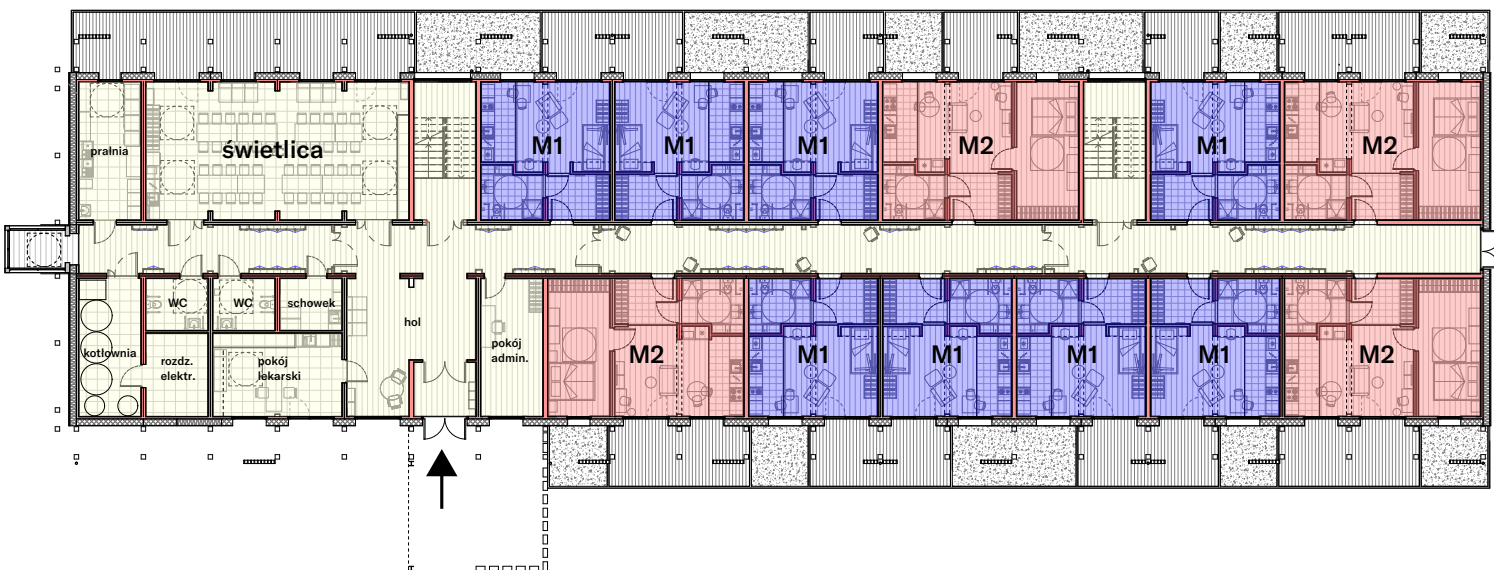 pralnia
świetlica
M1
M1
M1
M2
M1
M2
WC
WC
schowek
hol
kotłownia
rozdz.
elektr.
pokój
lekarski
pokój
admin.
M2
M1
M1
M1
M1
M2